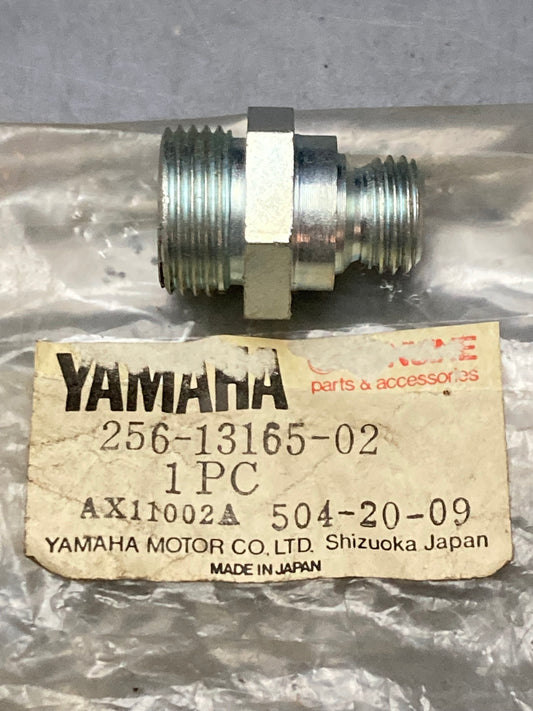 YAMAHA
parts & accessories
256-13165-02
1 PC
AX11002A 504-20-09
YAMAHA MOTOR CO., LTD. Shizuoka Japan
MADE IN JAPAN